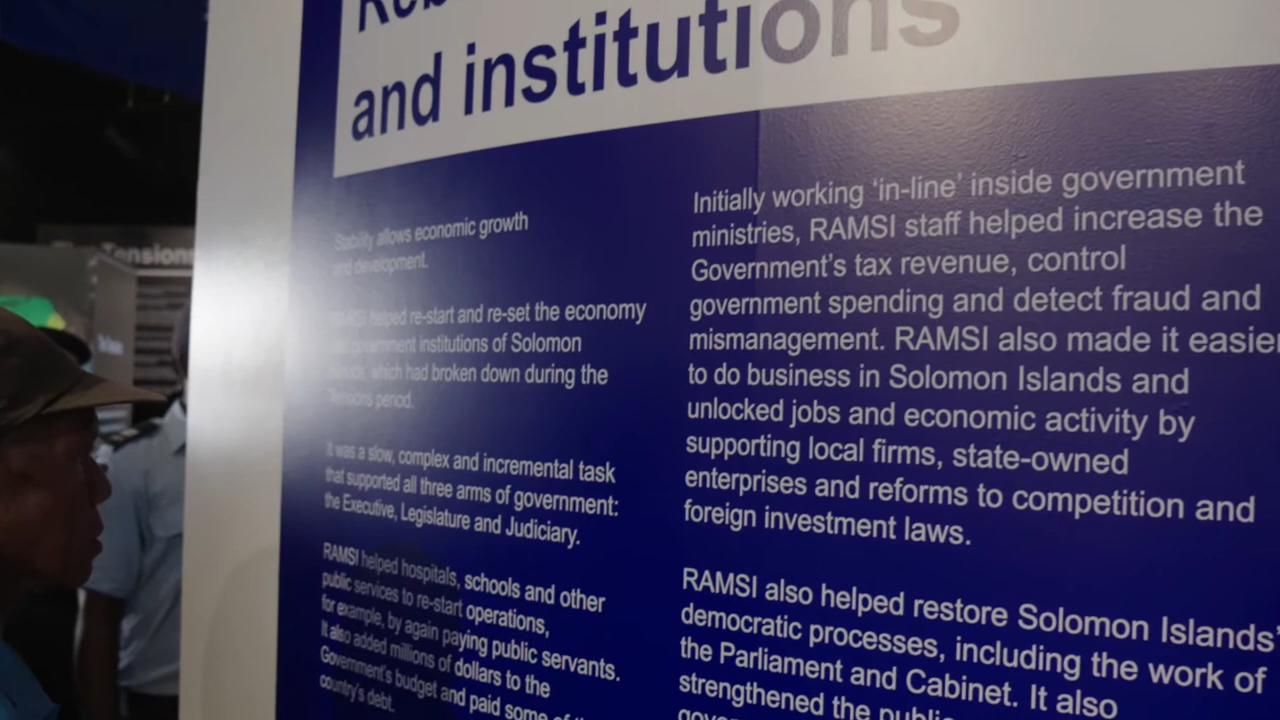 and institutions
Stability allows economic growth
and development.
RAMSI helped re-start and re-set the economy
and government institutions of Solomon
which had broken down during the
Tensions period.
It was a slow, complex and incremental task
that supported all three arms of government:
the Executive, Legislature and Judiciary.
RAMSI helped hospitals, schools and other
public services to re-start operations,
for example, by again paying public servants.
It also added millions of dollars to the
Government's budget and paid some of
country's debt.
Initially working ‘in-line’ inside government
ministries, RAMSI staff helped increase the
Government's tax revenue, control
government spending and detect fraud and
mismanagement. RAMSI also made it easier
to do business in Solomon Islands and
unlocked jobs and economic activity by
supporting local firms, state-owned
enterprises and reforms to competition and
foreign investment laws.
RAMSI also helped restore Solomon Islands'
democratic processes, including the work of
the Parliament and Cabinet. It also
strengthened the public
Tensions